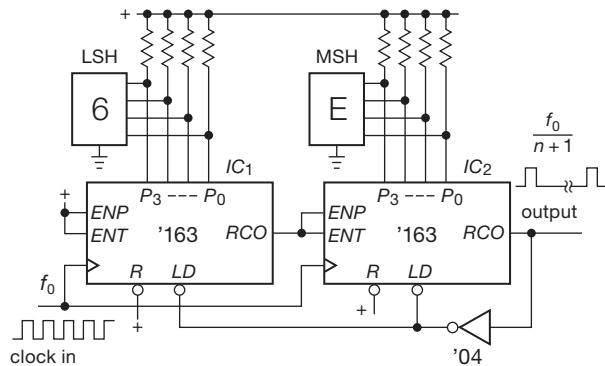 +
LSH
MSH
6
E
f₀
n + 1
IC₁
IC₂
P₃ --- P₀
P₃ --- P₀
+
ENP
ENT
'163
RCO
ENP
ENT
'163
RCO
output
f₀
R
LD
R
LD
+
+
clock in
'04